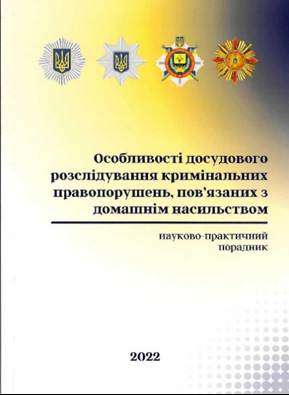 Особливості досудового
розслідування кримінальних
правопорушень, пов'язаних з
домашнім насильством
науково-практичний
порадник
2022